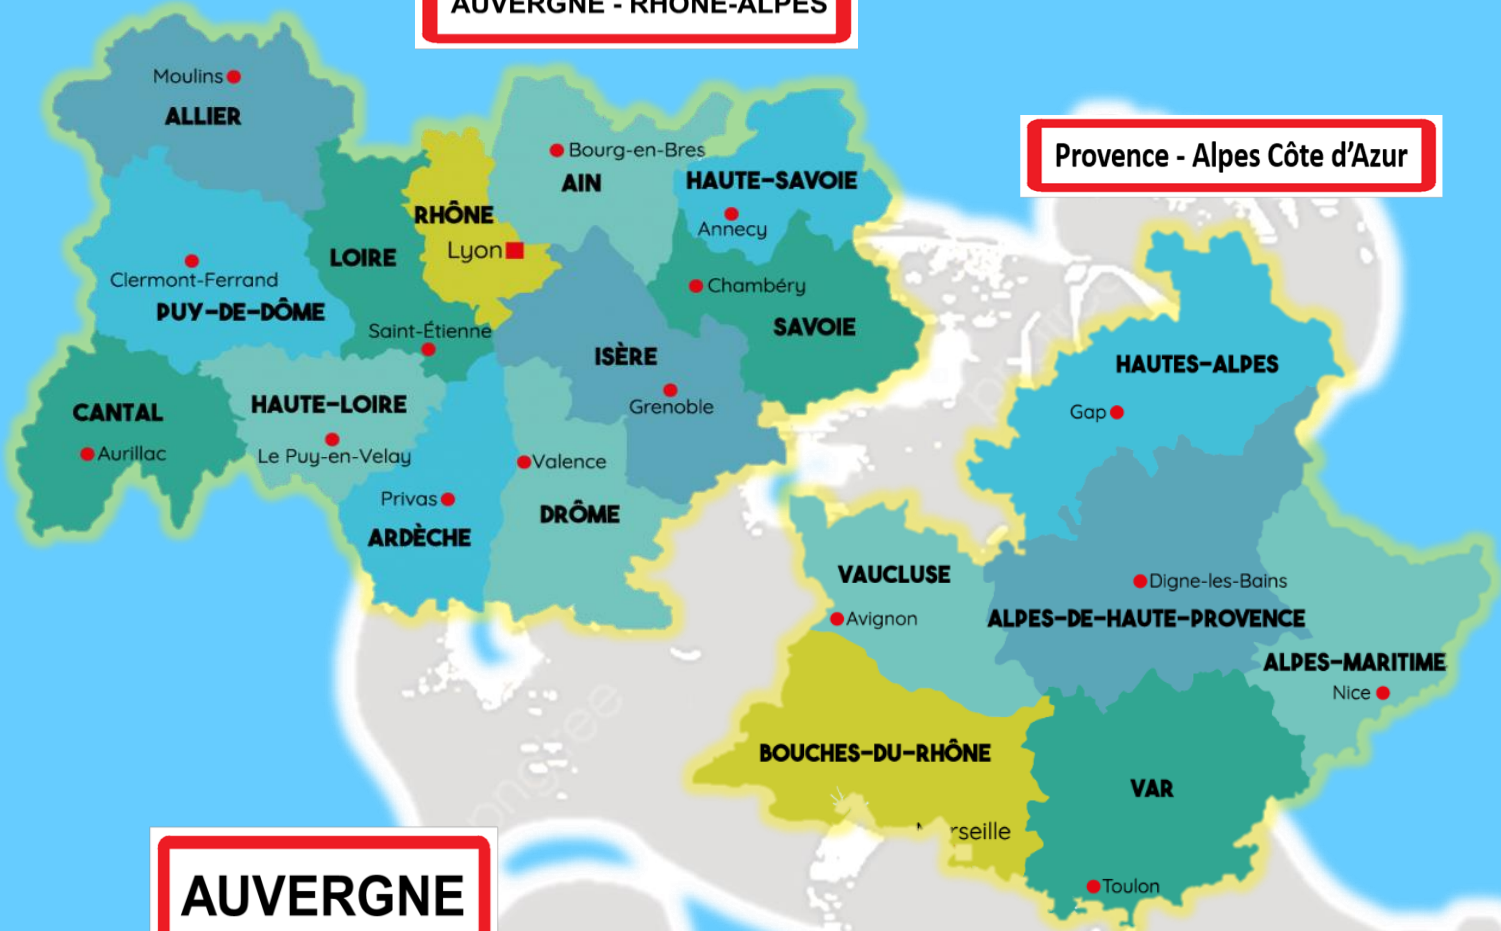 AUVERGNE - RHÔNE-ALPES
Moulins
ALLIER
Provence - Alpes Côte d’Azur
Bourg-en-Bres
AIN
HAUTE-SAVOIE
RHÔNE
Annecy
Lyon
LOIRE
Clermont-Ferrand
Chambéry
PUY-DE-DÔME
SAVOIE
Saint-Étienne
ISÈRE
HAUTES-ALPES
HAUTE-LOIRE
Grenoble
CANTAL
Gap
Aurillac
Le Puy-en-Velay
Valence
Privas
DRÔME
ARDÈCHE
VAUCLUSE
Digne-les-Bains
Avignon
ALPES-DE-HAUTE-PROVENCE
ALPES-MARITIME
Nice
BOUCHES-DU-RHÔNE
VAR
rseille
Toulon
AUVERGNE